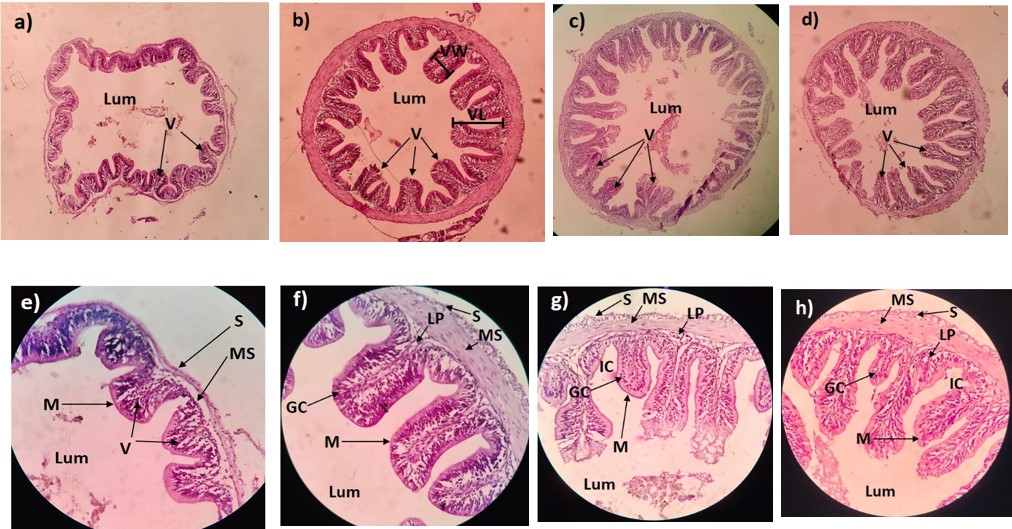 a)
Lum
V
b)
VW
Lum
VL
V
c)
Lum
V
d)
Lum
V
e)
S
MS
M
V
Lum
f)
S
LP
MS
GC
M
Lum
g)
S MS
LP
IC
GC
M
Lum
h)
MS
S
LP
GC
IC
M
Lum